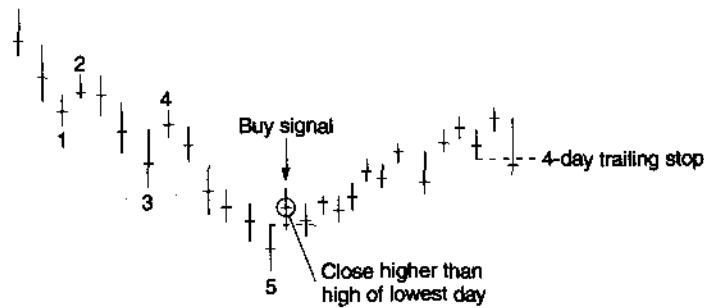 2
4
1
Buy signal
4-day trailing stop
3
Close higher than
high of lowest day
5